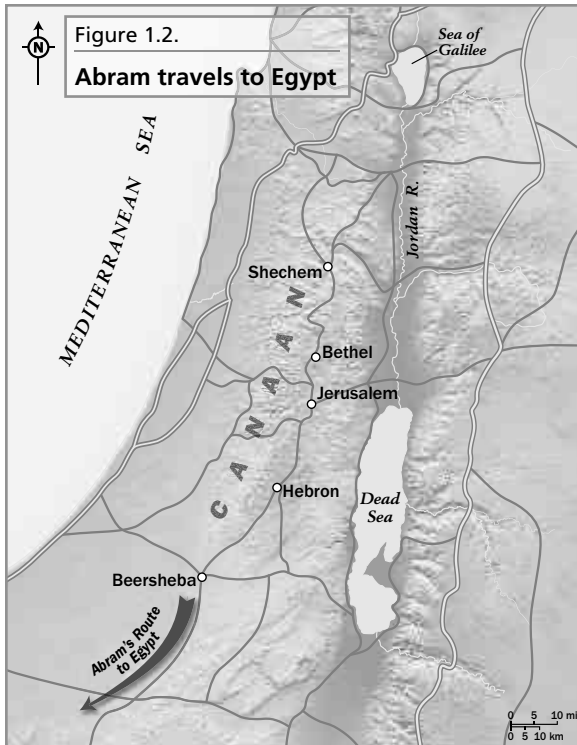 N
Figure 1.2.
Abram travels to Egypt
Sea of
Galilee
MEDITERRANEAN SEA
Jordan R.
Shechem
CANAAN
Bethel
Jerusalem
Hebron
Dead
Sea
Beersheba
Abram's Route
to Egypt
0 5 10 mi
0 5 10 km